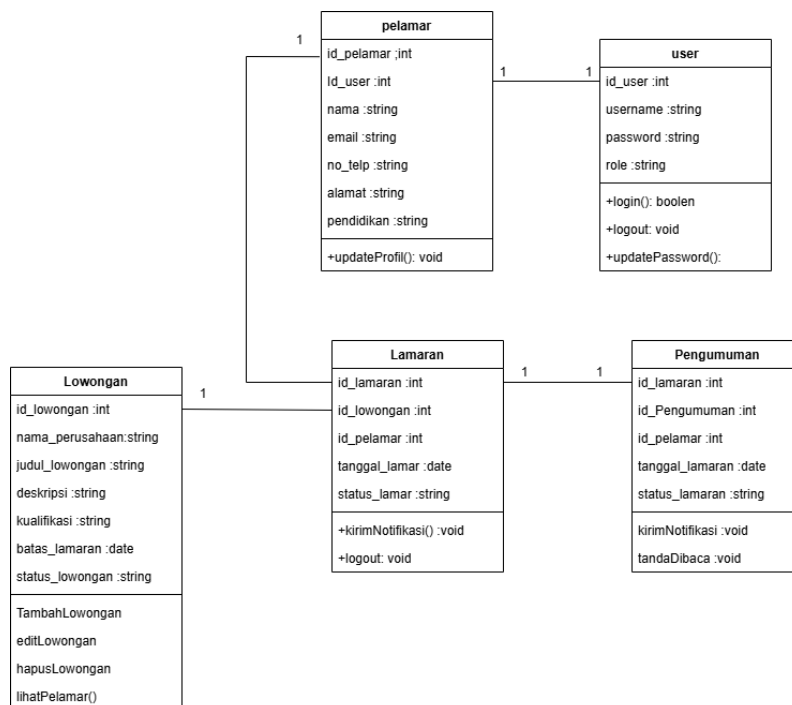 pelamar
id_pelamar ;int
Id_user :int
nama :string
email :string
no_telp :string
alamat :string
pendidikan :string
+updateProfil(): void
1
1
1
user
id_user :int
username :string
password :string
role :string
+login(): boolen
+logout: void
+updatePassword():
Lowongan
id_lowongan :int
nama_perusahaan:string
judul_lowongan :string
deskripsi :string
kualifikasi :string
batas_lamaran :date
status_lowongan :string
TambahLowongan
editLowongan
hapusLowongan
lihatPelamar()
1
Lamaran
id_lamaran :int
id_lowongan :int
id_pelamar :int
tanggal_lamar :date
status_lamar :string
+kirimNotifikasi() :void
+logout: void
1
1
Pengumuman
id_lamaran :int
id_Pengumuman :int
id_pelamar :int
tanggal_lamaran :date
status_lamaran :string
kirimNotifikasi :void
tandaDibaca :void